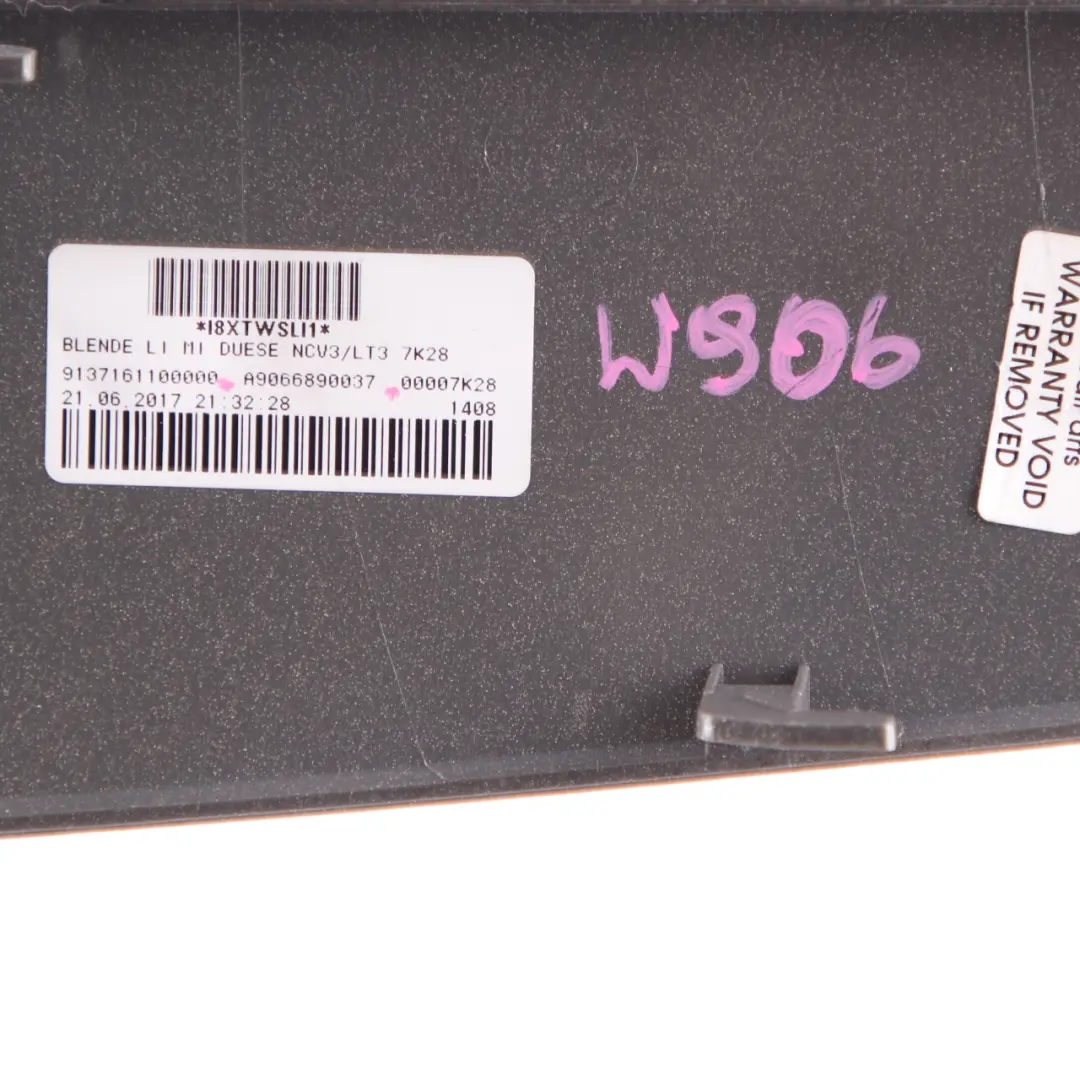 *I8XTWSLI1*
BLENDE LI MI DUESE NCV3/LT3 7K28
9137161100000 A9066890037 00007K28
21.06.2017 21:32:28 1408
W906
WARRANTY VOID
IF REMOVED